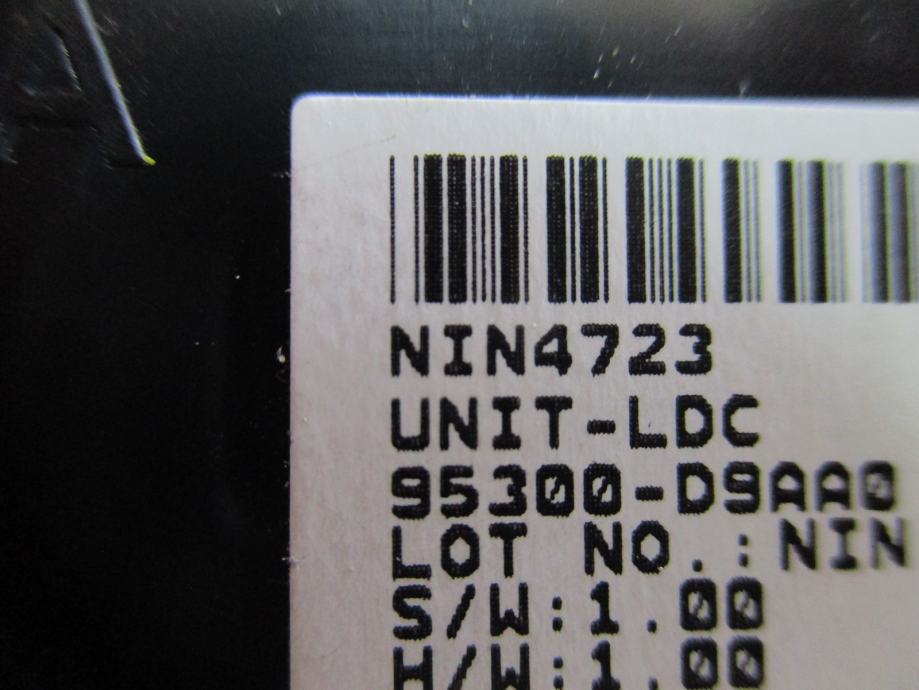 NIN4723
UNIT-LDC
95300-D9AA0
LOT NO.:NIN
S/W:1.00
H/W:1.00